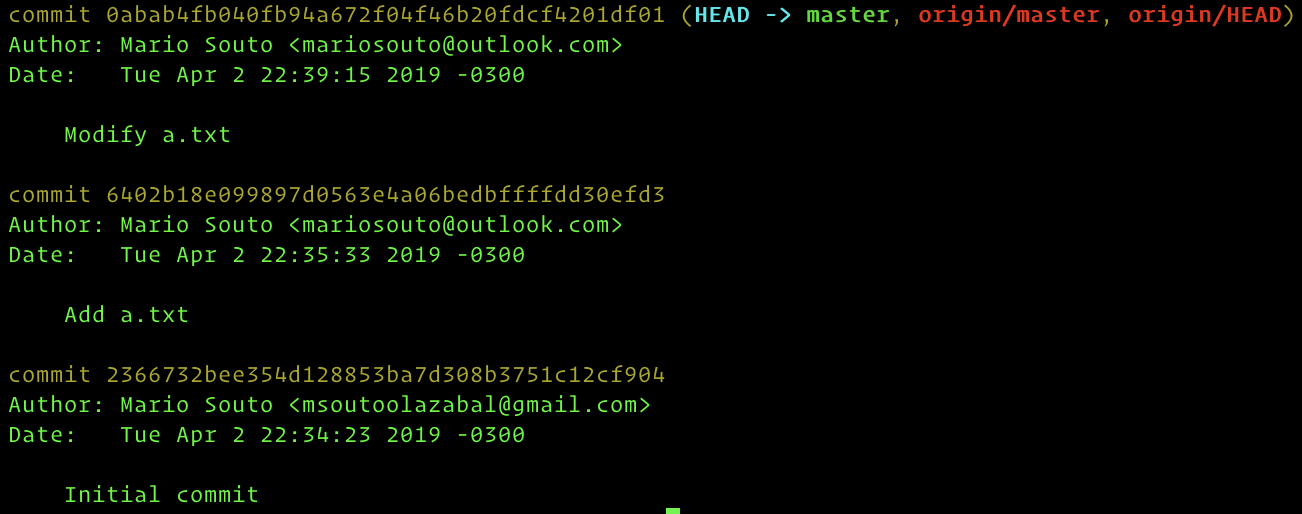 commit 0abab4fb040fb94a672f04f46b20fdcf4201df01 (HEAD -> master, origin/master, origin/HEAD)
Author: Mario Souto <mariosouto@outlook.com>
Date:   Tue Apr 2 22:39:15 2019 -0300
    Modify a.txt
commit 6402b18e099897d0563e4a06bedbffffdd30efd3
Author: Mario Souto <mariosouto@outlook.com>
Date:   Tue Apr 2 22:35:33 2019 -0300
    Add a.txt
commit 2366732bee354d128853ba7d308b3751c12cf904
Author: Mario Souto <msoutoolazabal@gmail.com>
Date:   Tue Apr 2 22:34:23 2019 -0300
    Initial commit